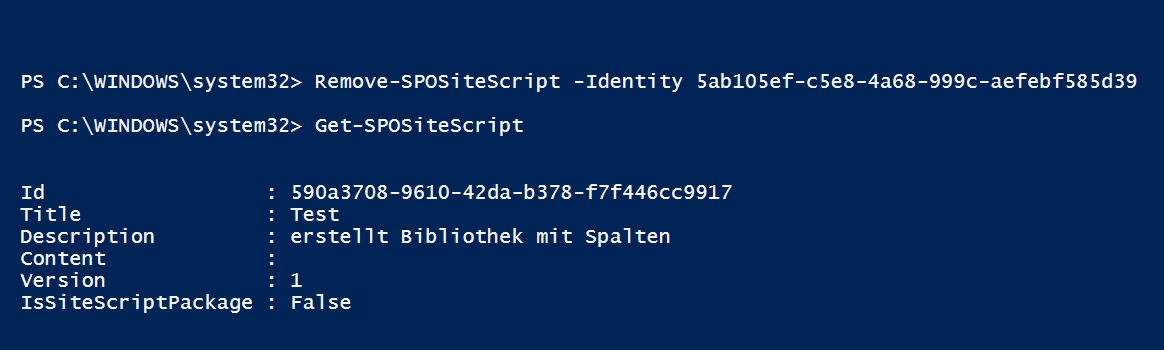 PS C:\WINDOWS\system32> Remove-SPOSiteScript -Identity 5ab105ef-c5e8-4a68-999c-aefebf585d39
PS C:\WINDOWS\system32> Get-SPOSiteScript
Id                  : 590a3708-9610-42da-b378-f7f446cc9917
Title               : Test
Description         : erstellt Bibliothek mit Spalten
Content             :
Version             : 1
IsSiteScriptPackage : False